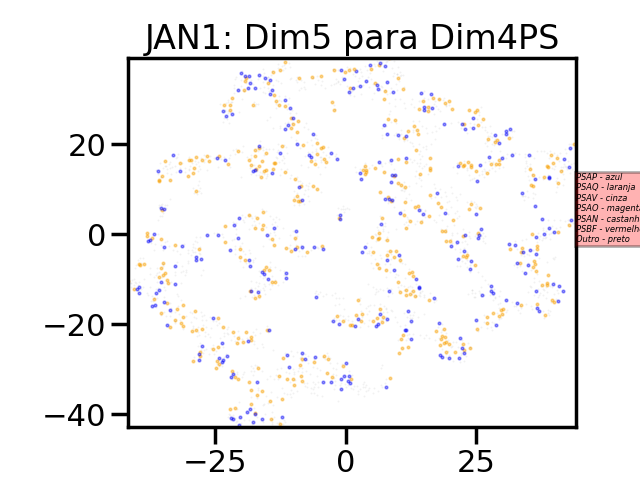 JAN1: Dim5 para Dim4PS
20
0
−20
−40
−25 0 25
PSAP - azul
PSAQ - laranja
PSAV - cinza
PSAO - magent
PSAN - castanh
PSBF - vermelh
Outro - preto